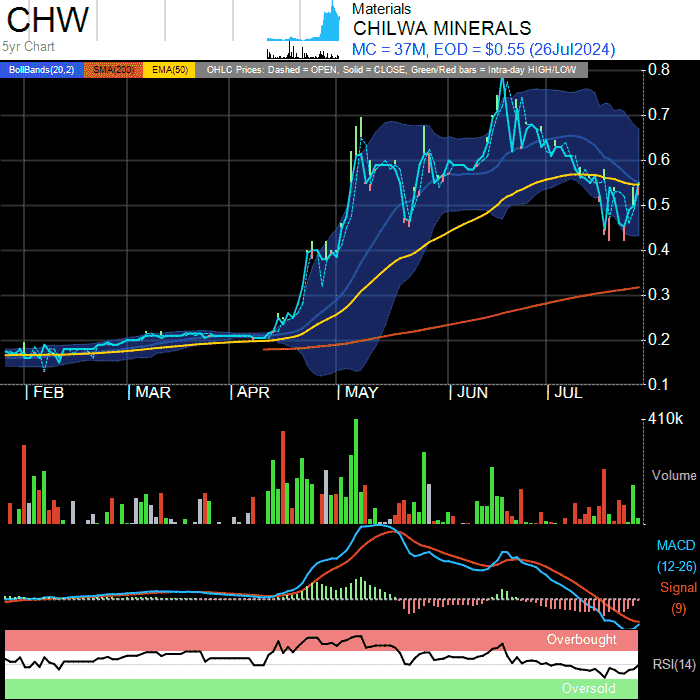 CHW
5yr Chart
Materials
CHILWA MINERALS
MC = 37M, EOD = $0.55 (26Jul2024)
BollBands(20,2) SMA(200) EMA(50) OHLC Prices: Dashed = OPEN, Solid = CLOSE, Green/Red bars = Intra-day HIGH/LOW
0.8
0.7
0.6
0.5
0.4
0.3
0.2
0.1
FEB MAR APR MAY JUN JUL
410k
Volume
MACD
(12-26)
Signal
(9)
Overbought
RSI(14)
Oversold